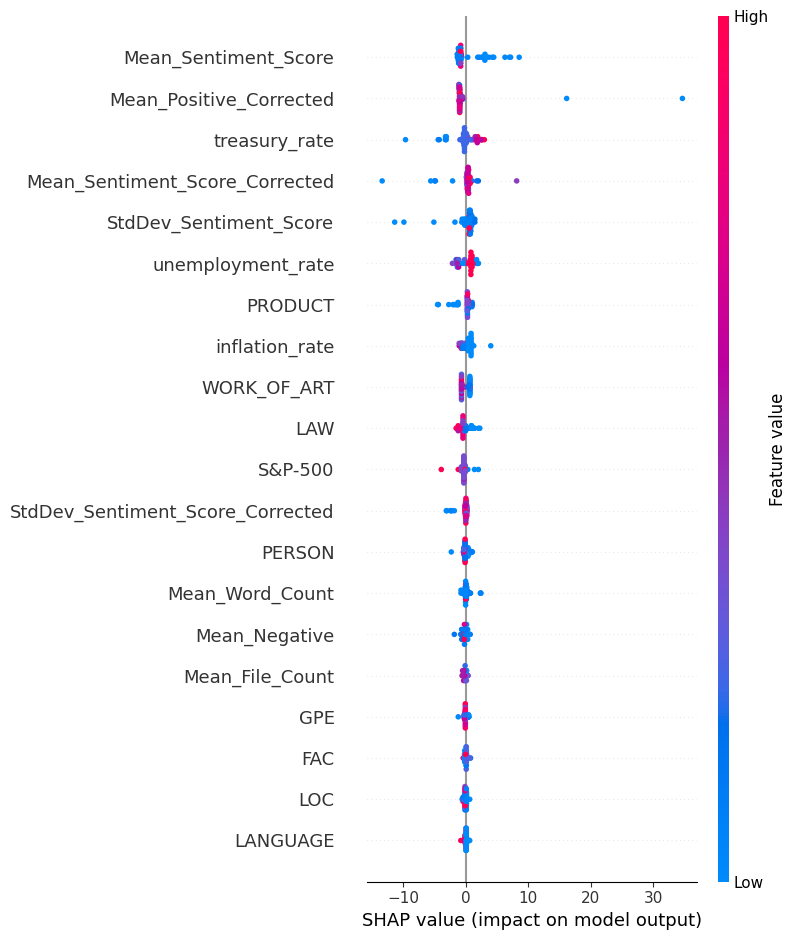 High
Mean_Sentiment_Score
Mean_Positive_Corrected
treasury_rate
Mean_Sentiment_Score_Corrected
StdDev_Sentiment_Score
unemployment_rate
PRODUCT
inflation_rate
WORK_OF_ART
LAW
S&P-500
StdDev_Sentiment_Score_Corrected
PERSON
Mean_Word_Count
Mean_Negative
Mean_File_Count
GPE
FAC
LOC
LANGUAGE
Feature value
Low
−10 0 10 20 30
SHAP value (impact on model output)